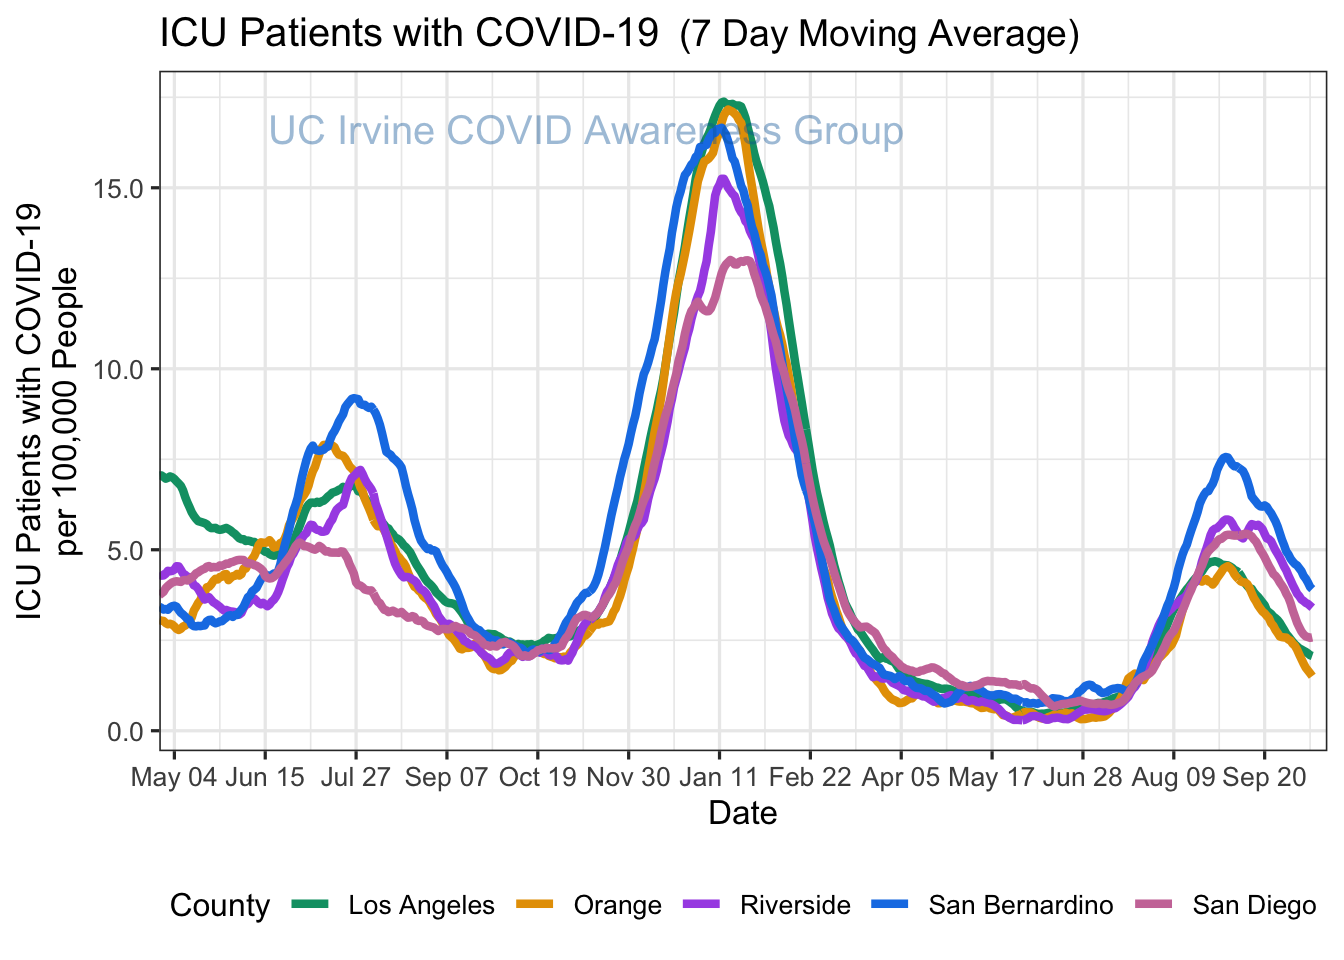 ICU Patients with COVID-19 (7 Day Moving Average)
UC Irvine COVID Awareness Group
ICU Patients with COVID-19
per 100,000 People
15.0
10.0
5.0
0.0
May 04 Jun 15 Jul 27 Sep 07 Oct 19 Nov 30 Jan 11 Feb 22 Apr 05 May 17 Jun 28 Aug 09 Sep 20
Date
County Los Angeles Orange Riverside San Bernardino San Diego